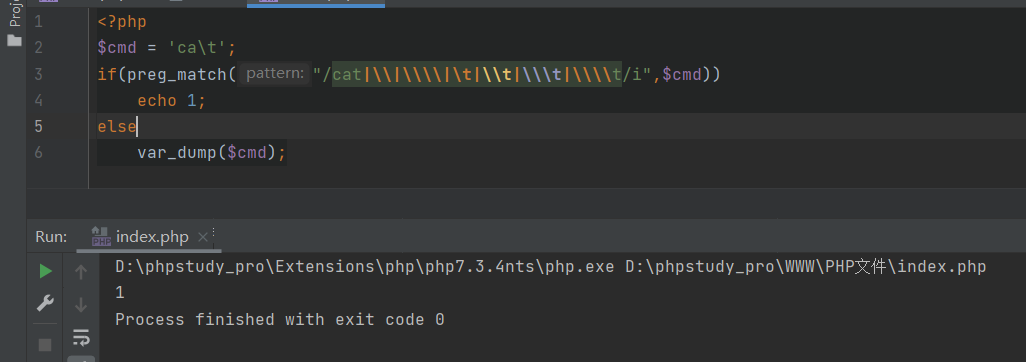 Proje
1 <?php
2 $cmd = 'ca\t';
3 if(preg_match( pattern: "/cat|\\|\\\\|\t|\\t|\\\t|\\\\t/i",$cmd))
4 echo 1;
5 else
6 var_dump($cmd);
Run: index.php ×
D:\phpstudy_pro\Extensions\php\php7.3.4nts\php.exe D:\phpstudy_pro\WWW\PHP文件\index.php
1
Process finished with exit code 0